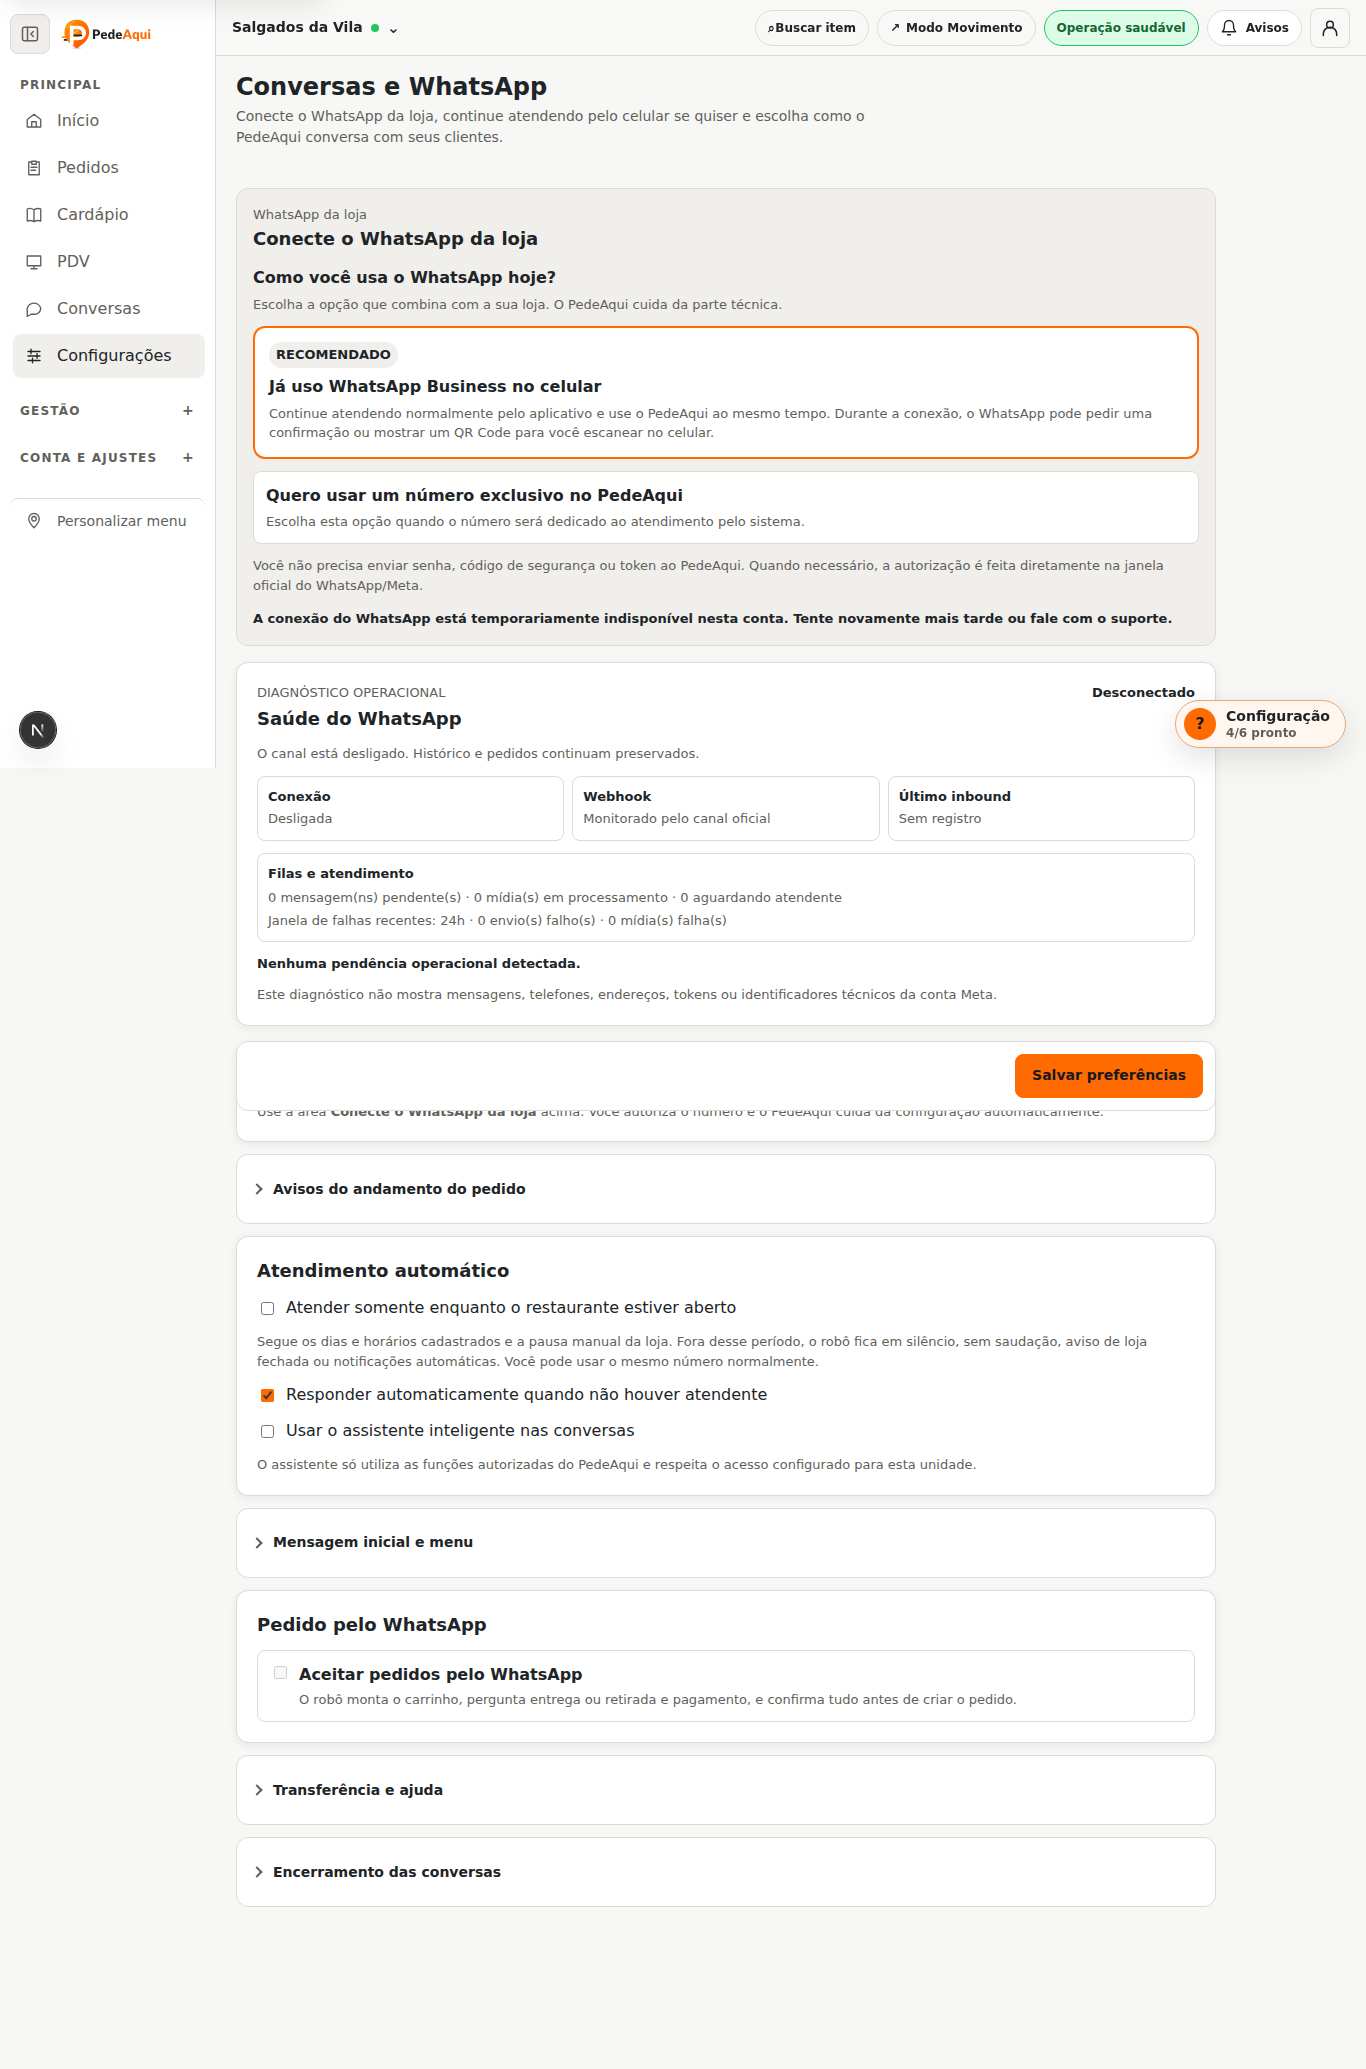 PedeAqui
Salgados da Vila
Buscar item
↗ Modo Movimento
Operação saudável
Avisos
PRINCIPAL
Início
Pedidos
Cardápio
PDV
Conversas
Configurações
GESTÃO +
CONTA E AJUSTES +
Personalizar menu
N
Conversas e WhatsApp
Conecte o WhatsApp da loja, continue atendendo pelo celular se quiser e escolha como o
PedeAqui conversa com seus clientes.
WhatsApp da loja
Conecte o WhatsApp da loja
Como você usa o WhatsApp hoje?
Escolha a opção que combina com a sua loja. O PedeAqui cuida da parte técnica.
RECOMENDADO
Já uso WhatsApp Business no celular
Continue atendendo normalmente pelo aplicativo e use o PedeAqui ao mesmo tempo. Durante a conexão, o WhatsApp pode pedir uma
confirmação ou mostrar um QR Code para você escanear no celular.
Quero usar um número exclusivo no PedeAqui
Escolha esta opção quando o número será dedicado ao atendimento pelo sistema.
Você não precisa enviar senha, código de segurança ou token ao PedeAqui. Quando necessário, a autorização é feita diretamente na janela
oficial do WhatsApp/Meta.
A conexão do WhatsApp está temporariamente indisponível nesta conta. Tente novamente mais tarde ou fale com o suporte.
DIAGNÓSTICO OPERACIONAL
Desconectado
Saúde do WhatsApp
O canal está desligado. Histórico e pedidos continuam preservados.
? Configuração
4/6 pronto
Conexão
Desligada
Webhook
Monitorado pelo canal oficial
Último inbound
Sem registro
Filas e atendimento
0 mensagem(ns) pendente(s) · 0 mídia(s) em processamento · 0 aguardando atendente
Janela de falhas recentes: 24h · 0 envio(s) falho(s) · 0 mídia(s) falha(s)
Nenhuma pendência operacional detectada.
Este diagnóstico não mostra mensagens, telefones, endereços, tokens ou identificadores técnicos da conta Meta.
Salvar preferências
Use a área Conecte o WhatsApp da loja acima. Você autoriza o número e o PedeAqui cuida da configuração automaticamente.
Avisos do andamento do pedido
Atendimento automático
Atender somente enquanto o restaurante estiver aberto
Segue os dias e horários cadastrados e a pausa manual da loja. Fora desse período, o robô fica em silêncio, sem saudação, aviso de loja
fechada ou notificações automáticas. Você pode usar o mesmo número normalmente.
Responder automaticamente quando não houver atendente
Usar o assistente inteligente nas conversas
O assistente só utiliza as funções autorizadas do PedeAqui e respeita o acesso configurado para esta unidade.
Mensagem inicial e menu
Pedido pelo WhatsApp
Aceitar pedidos pelo WhatsApp
O robô monta o carrinho, pergunta entrega ou retirada e pagamento, e confirma tudo antes de criar o pedido.
Transferência e ajuda
Encerramento das conversas